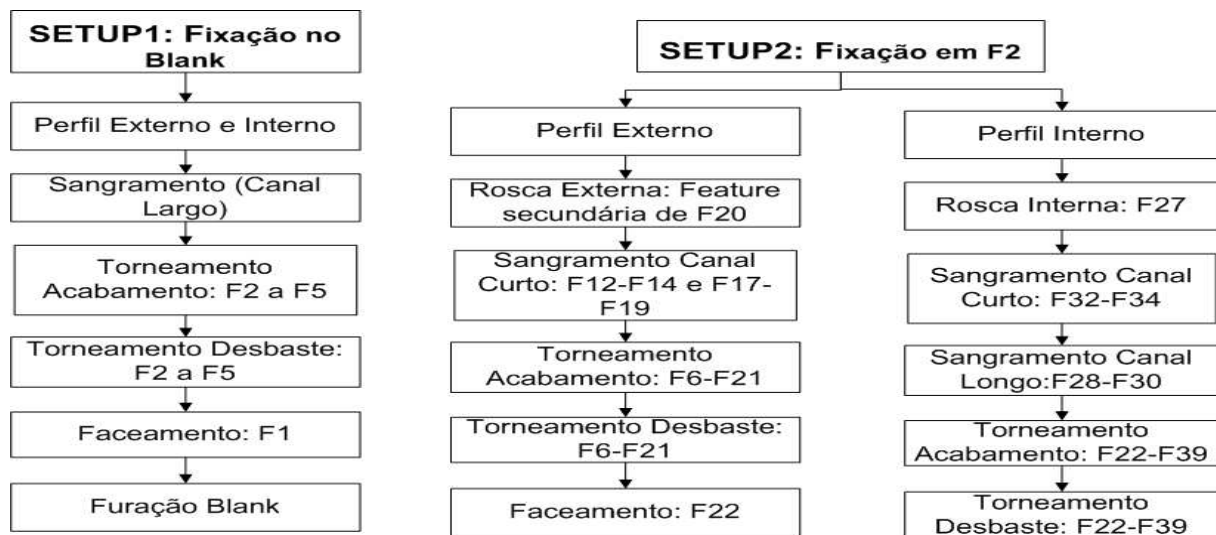 SETUP1: Fixação no
Blank
Perfil Externo e Interno
Sangramento (Canal
Largo)
Torneamento
Acabamento: F2 a F5
Torneamento Desbaste:
F2 a F5
Faceamento: F1
Furação Blank
SETUP2: Fixação em F2
Perfil Externo
Rosca Externa: Feature
secundária de F20
Sangramento Canal
Curto: F12-F14 e F17-
F19
Torneamento
Acabamento: F6-F21
Torneamento Desbaste:
F6-F21
Faceamento: F22
Perfil Interno
Rosca Interna: F27
Sangramento Canal
Curto: F32-F34
Sangramento Canal
Longo:F28-F30
Torneamento
Acabamento: F22-F39
Torneamento
Desbaste: F22-F39